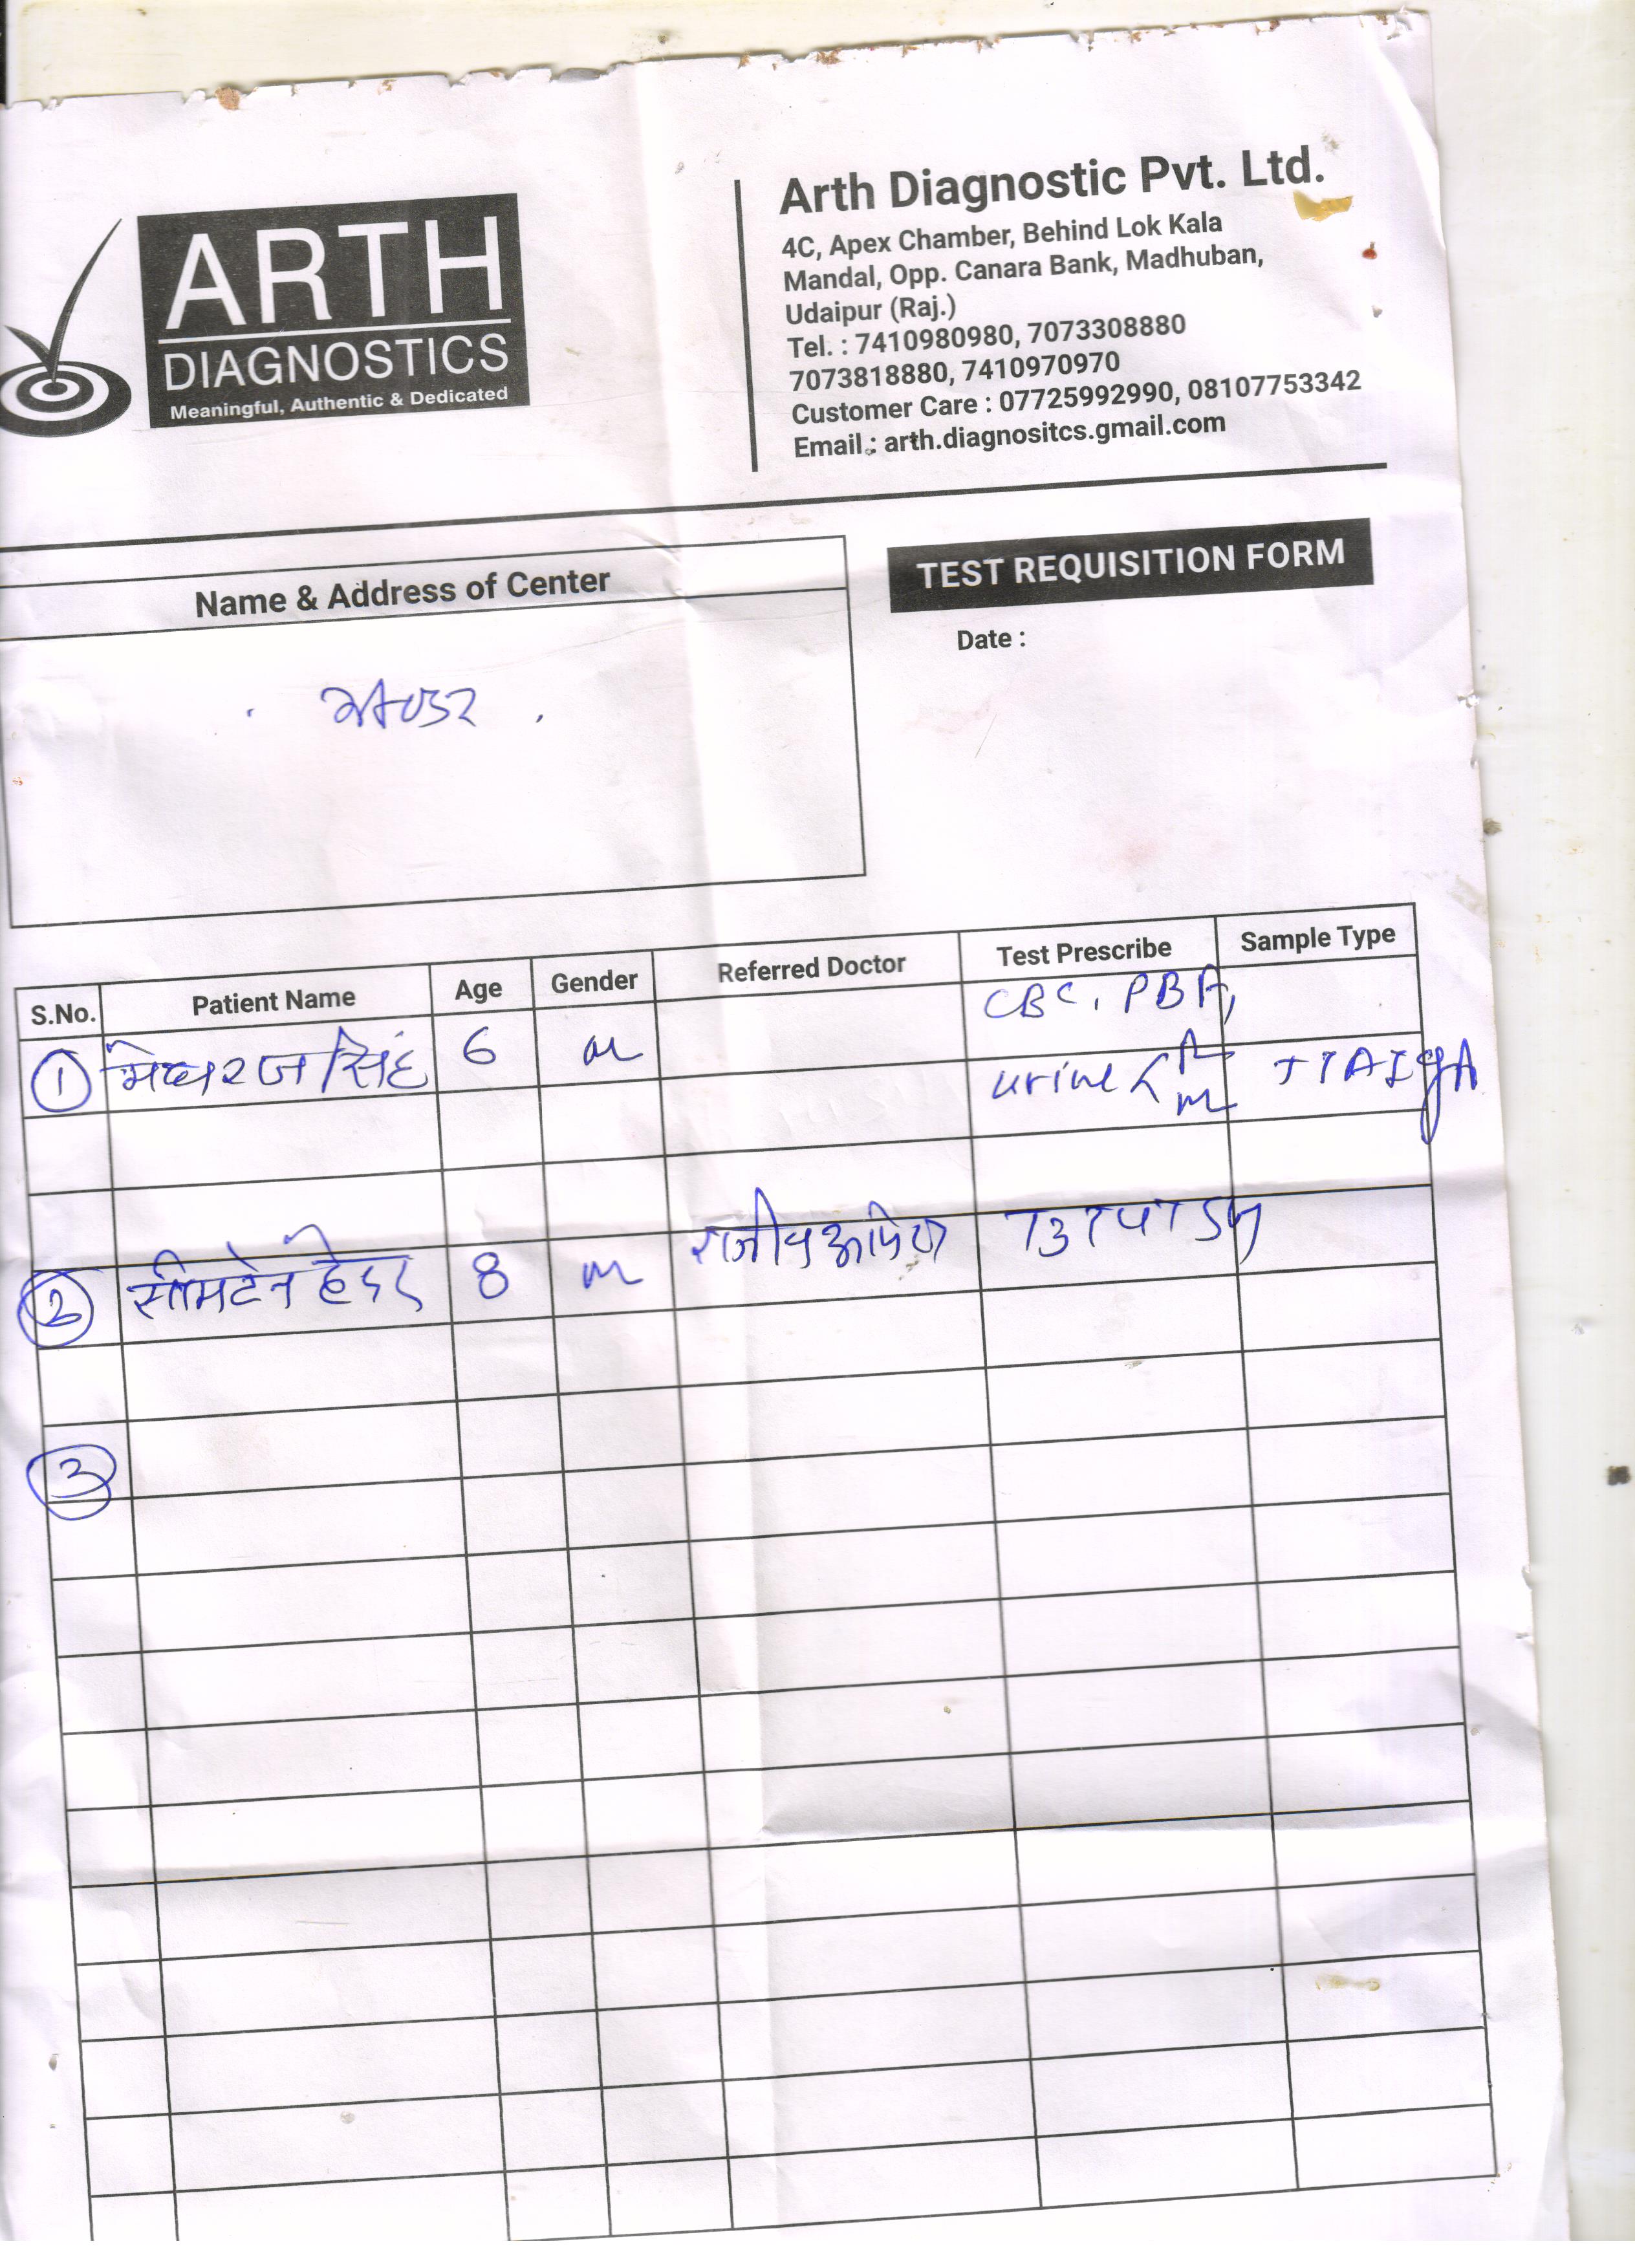 ARTH
DIAGNOSTICS
Meaningful, Authentic & Dedicated
Arth Diagnostic Pvt. Ltd.
4C, Apex Chamber, Behind Lok Kala
Mandal, Opp. Canara Bank, Madhuban,
Udaipur (Raj.)
Tel. : 7410980980, 7073308880
7073818880, 7410970970
Customer Care : 07725992990, 08107753342
Email : arth.diagnositcs.gmail.com
Name & Address of Center
TEST REQUISITION FORM
Date :
S.No. Patient Name Age Gender Referred Doctor Test Prescribe Sample Type
CBC, PBF,
1 सिंह 6 m
urine
2 8 m राजीव T3 T4 TSH
3